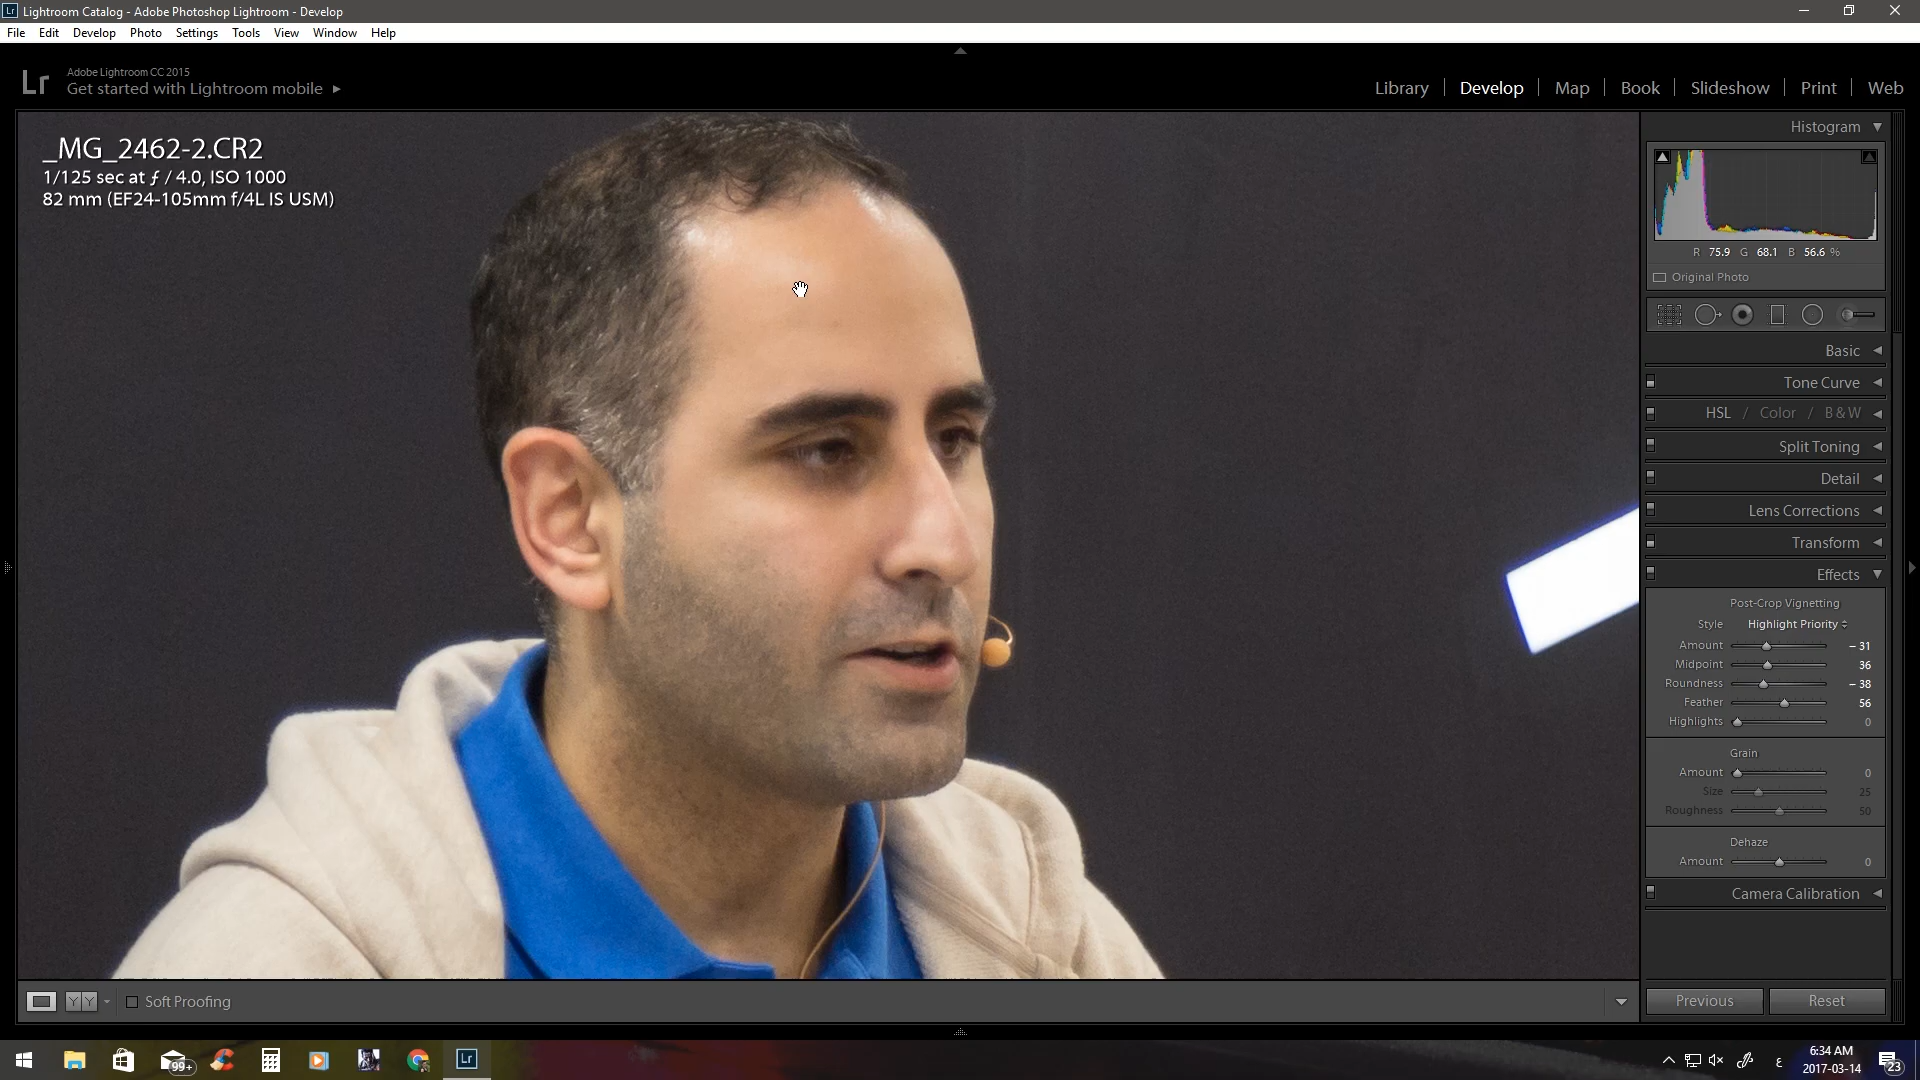 Lightroom Catalog - Adobe Photoshop Lightroom - Develop
File Edit Develop Photo Settings Tools View Window Help
Lr
Adobe Lightroom CC 2015
Get started with Lightroom mobile ▶
Library | Develop | Map | Book | Slideshow | Print | Web
_MG_2462-2.CR2
1/125 sec at ƒ / 4.0, ISO 1000
82 mm (EF24-105mm f/4L IS USM)
Histogram
R 75.9 G 68.1 B 56.6 %
Original Photo
Basic
Tone Curve
HSL / Color / B & W
Split Toning
Detail
Lens Corrections
Transform
Effects
Post-Crop Vignetting
Style Highlight Priority
Amount – 31
Midpoint 36
Roundness – 38
Feather 56
Highlights 0
Grain
Amount 0
Size 25
Roughness 50
Dehaze
Amount 0
Camera Calibration
Previous Reset
YY Soft Proofing
99+
Lr
ع
6:34 AM
2017-03-14
23